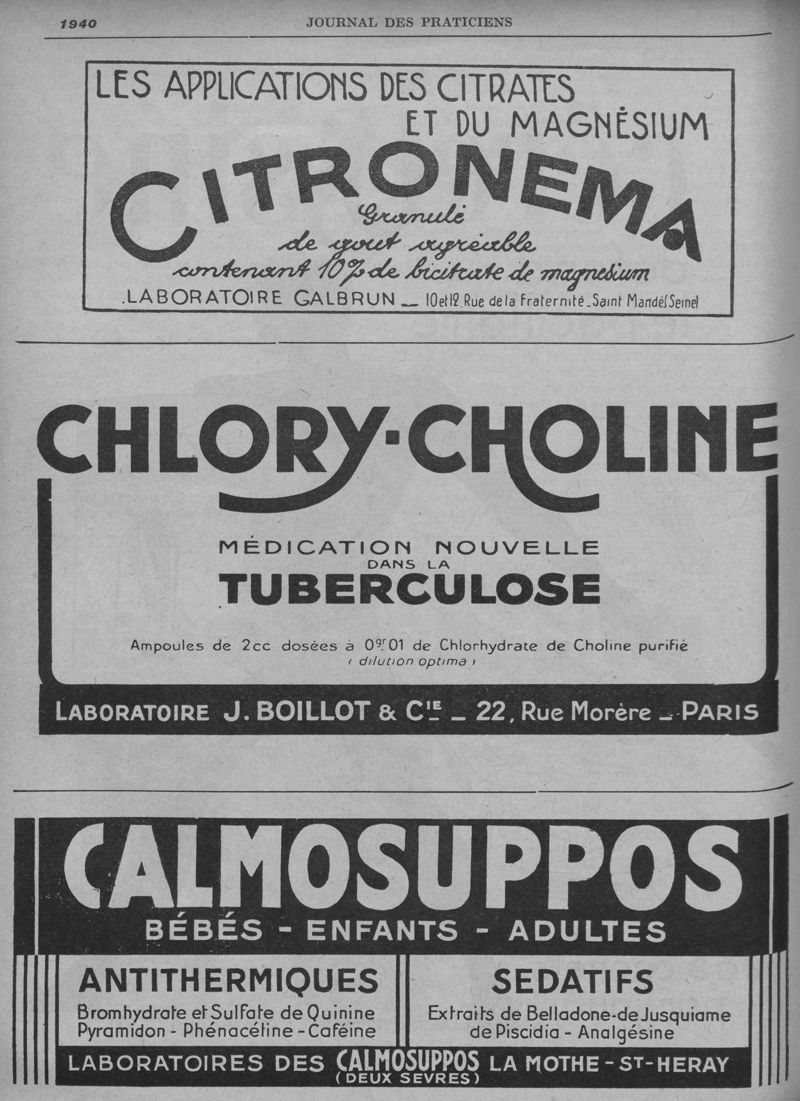 1940
JOURNAL DES PRATICIENS
LES APPLICATIONS DES CITRATES
ET DU MAGNÉSIUM
CITRONEMA
Granulé
de gout agréable
contenant 10% de bicitrate de magnesium
.LABORATOIRE GALBRUN _ 10 et 12, Rue de la Fraternité _ Saint Mandé (Seine)
CHLORY-CHOLINE
MÉDICATION NOUVELLE
DANS LA
TUBERCULOSE
Ampoules de 2cc dosées à 0gr.01 de Chlorhydrate de Choline purifié
( dilution optima )
LABORATOIRE J. BOILLOT & CIE _ 22, Rue Morère _ PARIS
CALMOSUPPOS
BÉBÉS - ENFANTS - ADULTES
ANTITHERMIQUES
Bromhydrate et Sulfate de Quinine
Pyramidon - Phénacétine - Caféine
SEDATIFS
Extraits de Belladone-de Jusquiame
de Piscidia - Analgésine
LABORATOIRES DES CALMOSUPPOS LA MOTHE - ST-HERAY
(DEUX SEVRES)